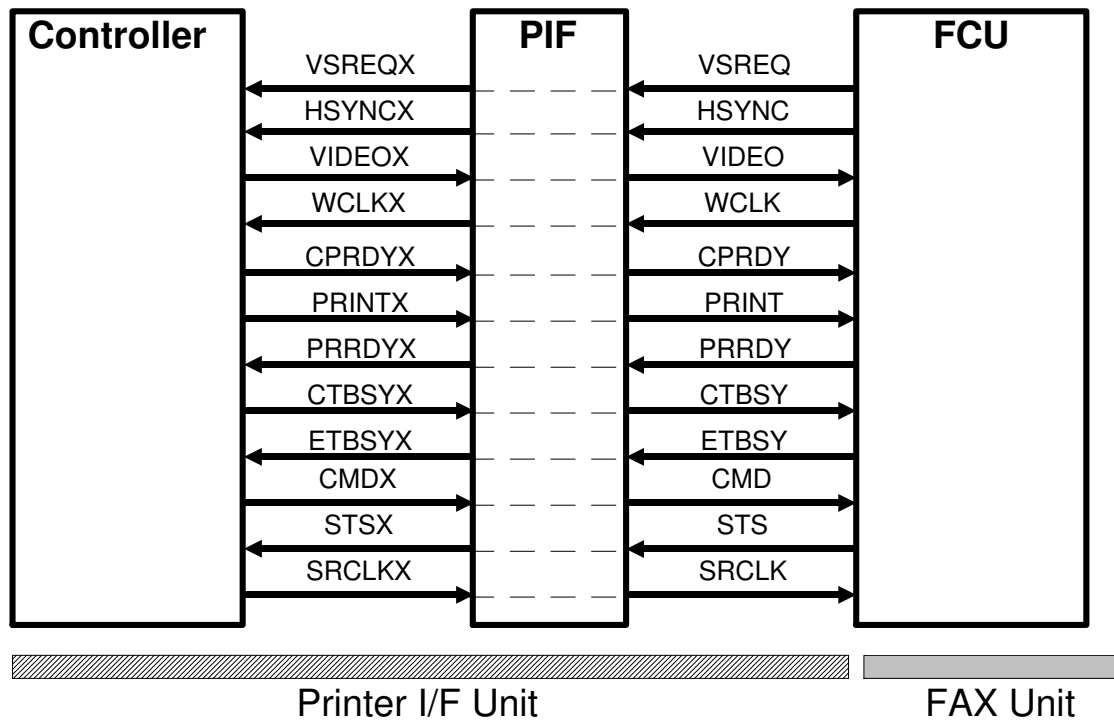 Controller PIF FCU
VSREQX VSREQ
HSYNCX HSYNC
VIDEOX VIDEO
WCLKX WCLK
CPRDYX CPRDY
PRINTX PRINT
PRRDYX PRRDY
CTBSYX CTBSY
ETBSYX ETBSY
CMDX CMD
STSX STS
SRCLKX SRCLK
Printer I/F Unit FAX Unit